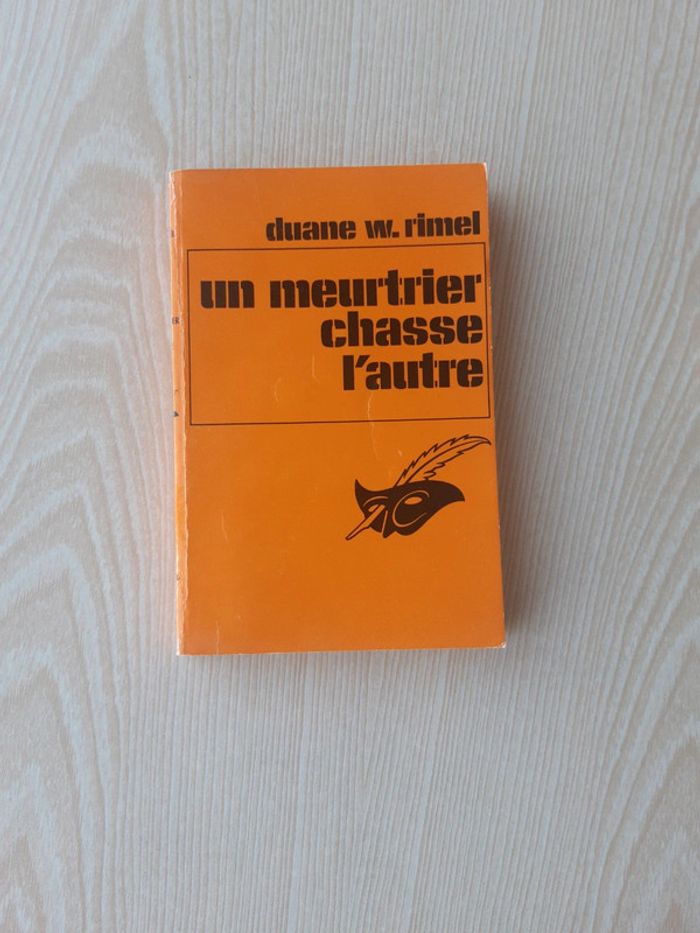 duane w. rimel
un meurtrier
chasse
l'autre